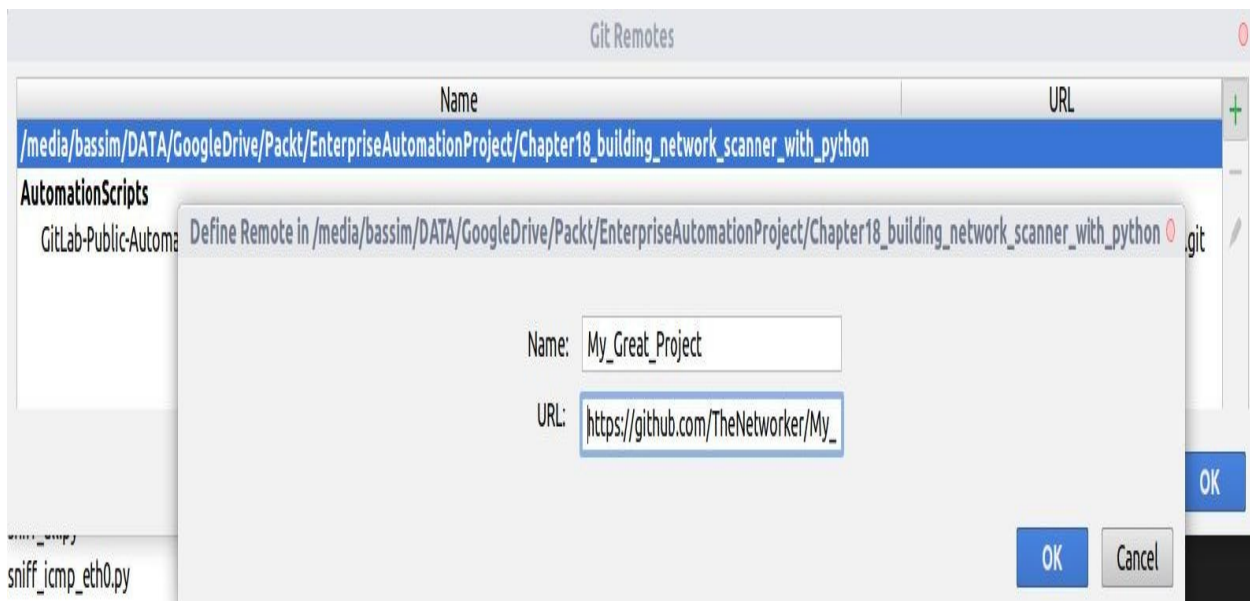 Git Remotes
Name URL
/media/bassim/DATA/GoogleDrive/Packt/EnterpriseAutomationProject/Chapter18_building_network_scanner_with_python
AutomationScripts
GitLab-Public-Automa .git
Define Remote in /media/bassim/DATA/GoogleDrive/Packt/EnterpriseAutomationProject/Chapter18_building_network_scanner_with_python
Name: My_Great_Project
URL: https://github.com/TheNetworker/My_
OK
OK Cancel
sniff_icmp_eth0.py